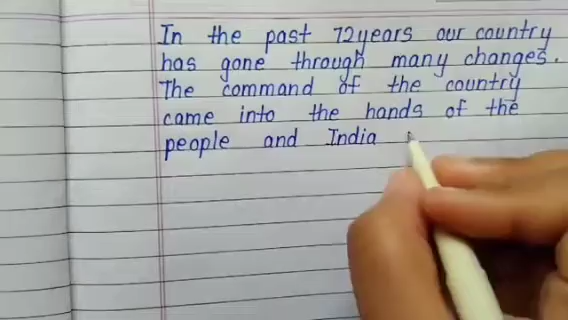 In the past 72years our country
has gone through many changes.
The command of the country
came into the hands of the
people and India